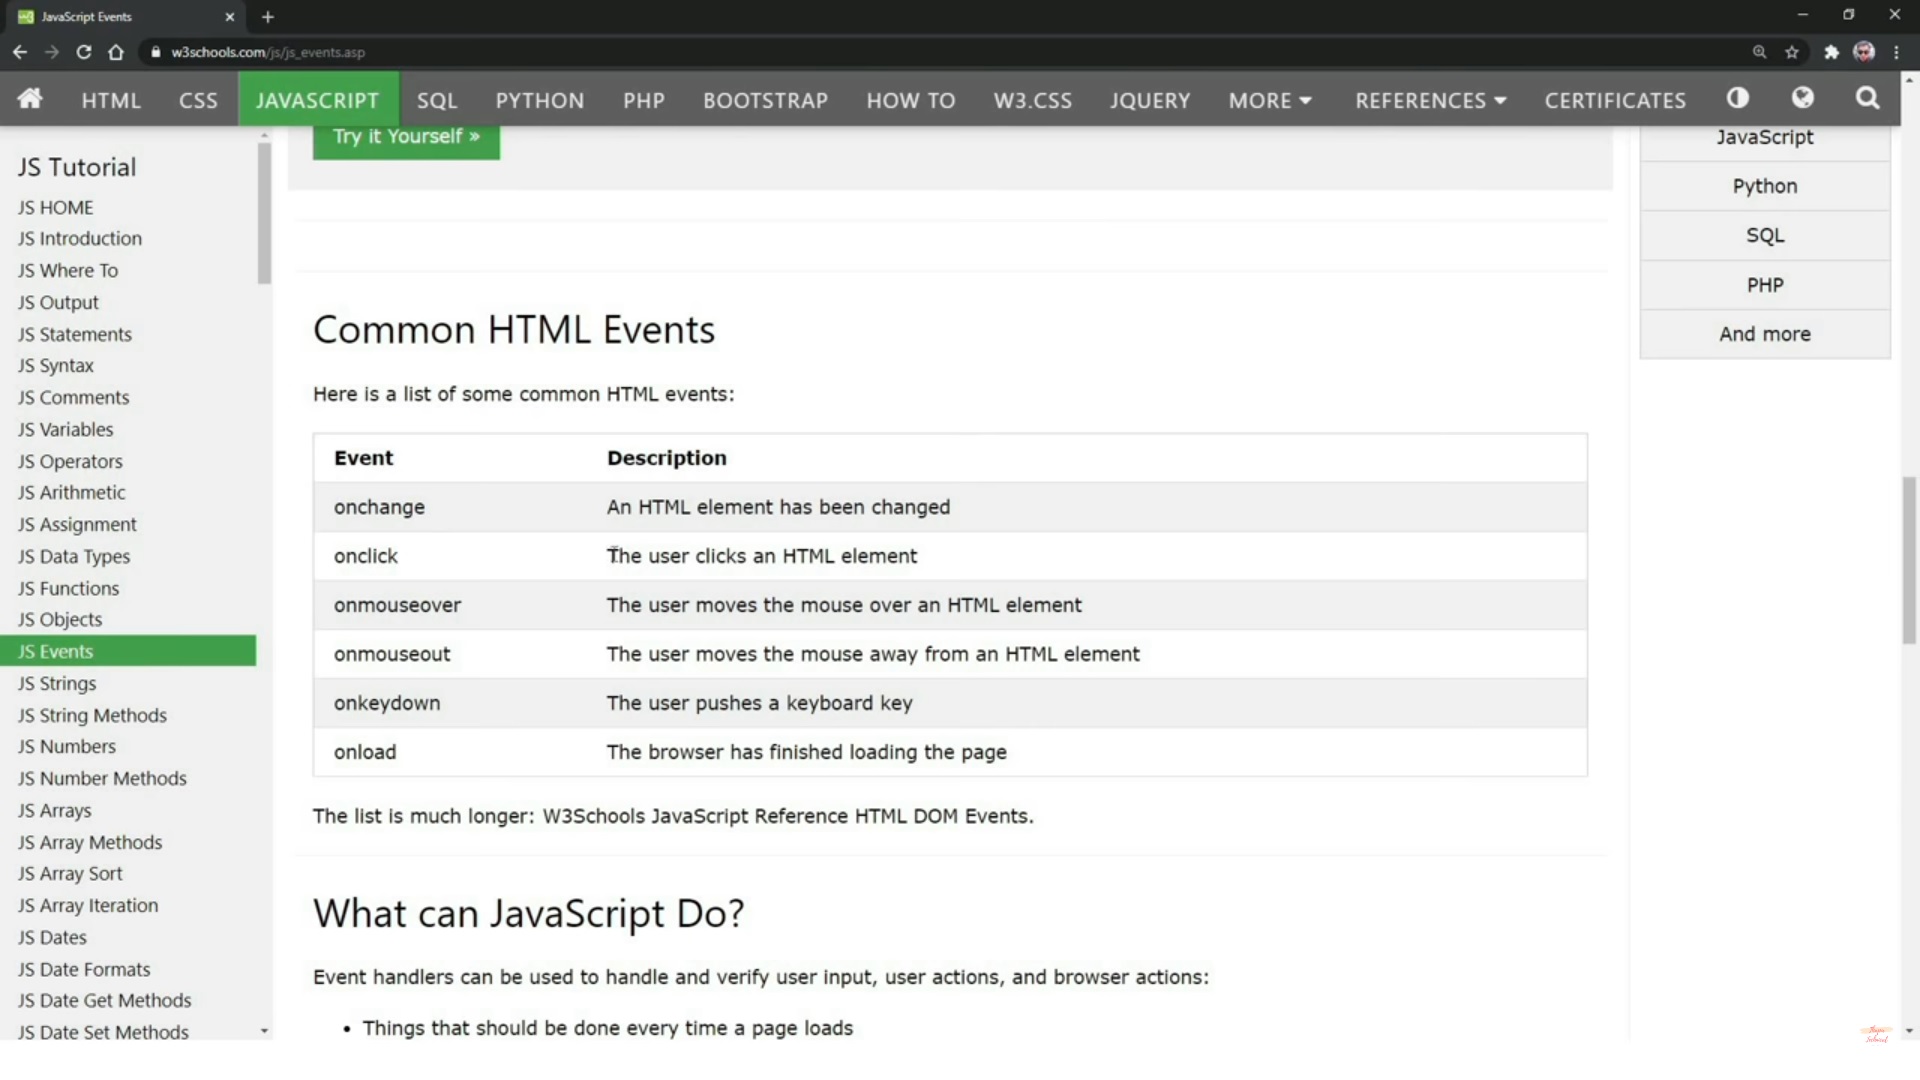 JavaScript Events
w3schools.com/js/js_events.asp
HTML CSS JAVASCRIPT SQL PYTHON PHP BOOTSTRAP HOW TO W3.CSS JQUERY MORE REFERENCES CERTIFICATES
JS Tutorial
JS HOME
JS Introduction
JS Where To
JS Output
JS Statements
JS Syntax
JS Comments
JS Variables
JS Operators
JS Arithmetic
JS Assignment
JS Data Types
JS Functions
JS Objects
JS Events
JS Strings
JS String Methods
JS Numbers
JS Number Methods
JS Arrays
JS Array Methods
JS Array Sort
JS Array Iteration
JS Dates
JS Date Formats
JS Date Get Methods
JS Date Set Methods
Try it Yourself »
Common HTML Events
Here is a list of some common HTML events:
Event Description
onchange An HTML element has been changed
onclick The user clicks an HTML element
onmouseover The user moves the mouse over an HTML element
onmouseout The user moves the mouse away from an HTML element
onkeydown The user pushes a keyboard key
onload The browser has finished loading the page
The list is much longer: W3Schools JavaScript Reference HTML DOM Events.
What can JavaScript Do?
Event handlers can be used to handle and verify user input, user actions, and browser actions:
• Things that should be done every time a page loads
JavaScript
Python
SQL
PHP
And more